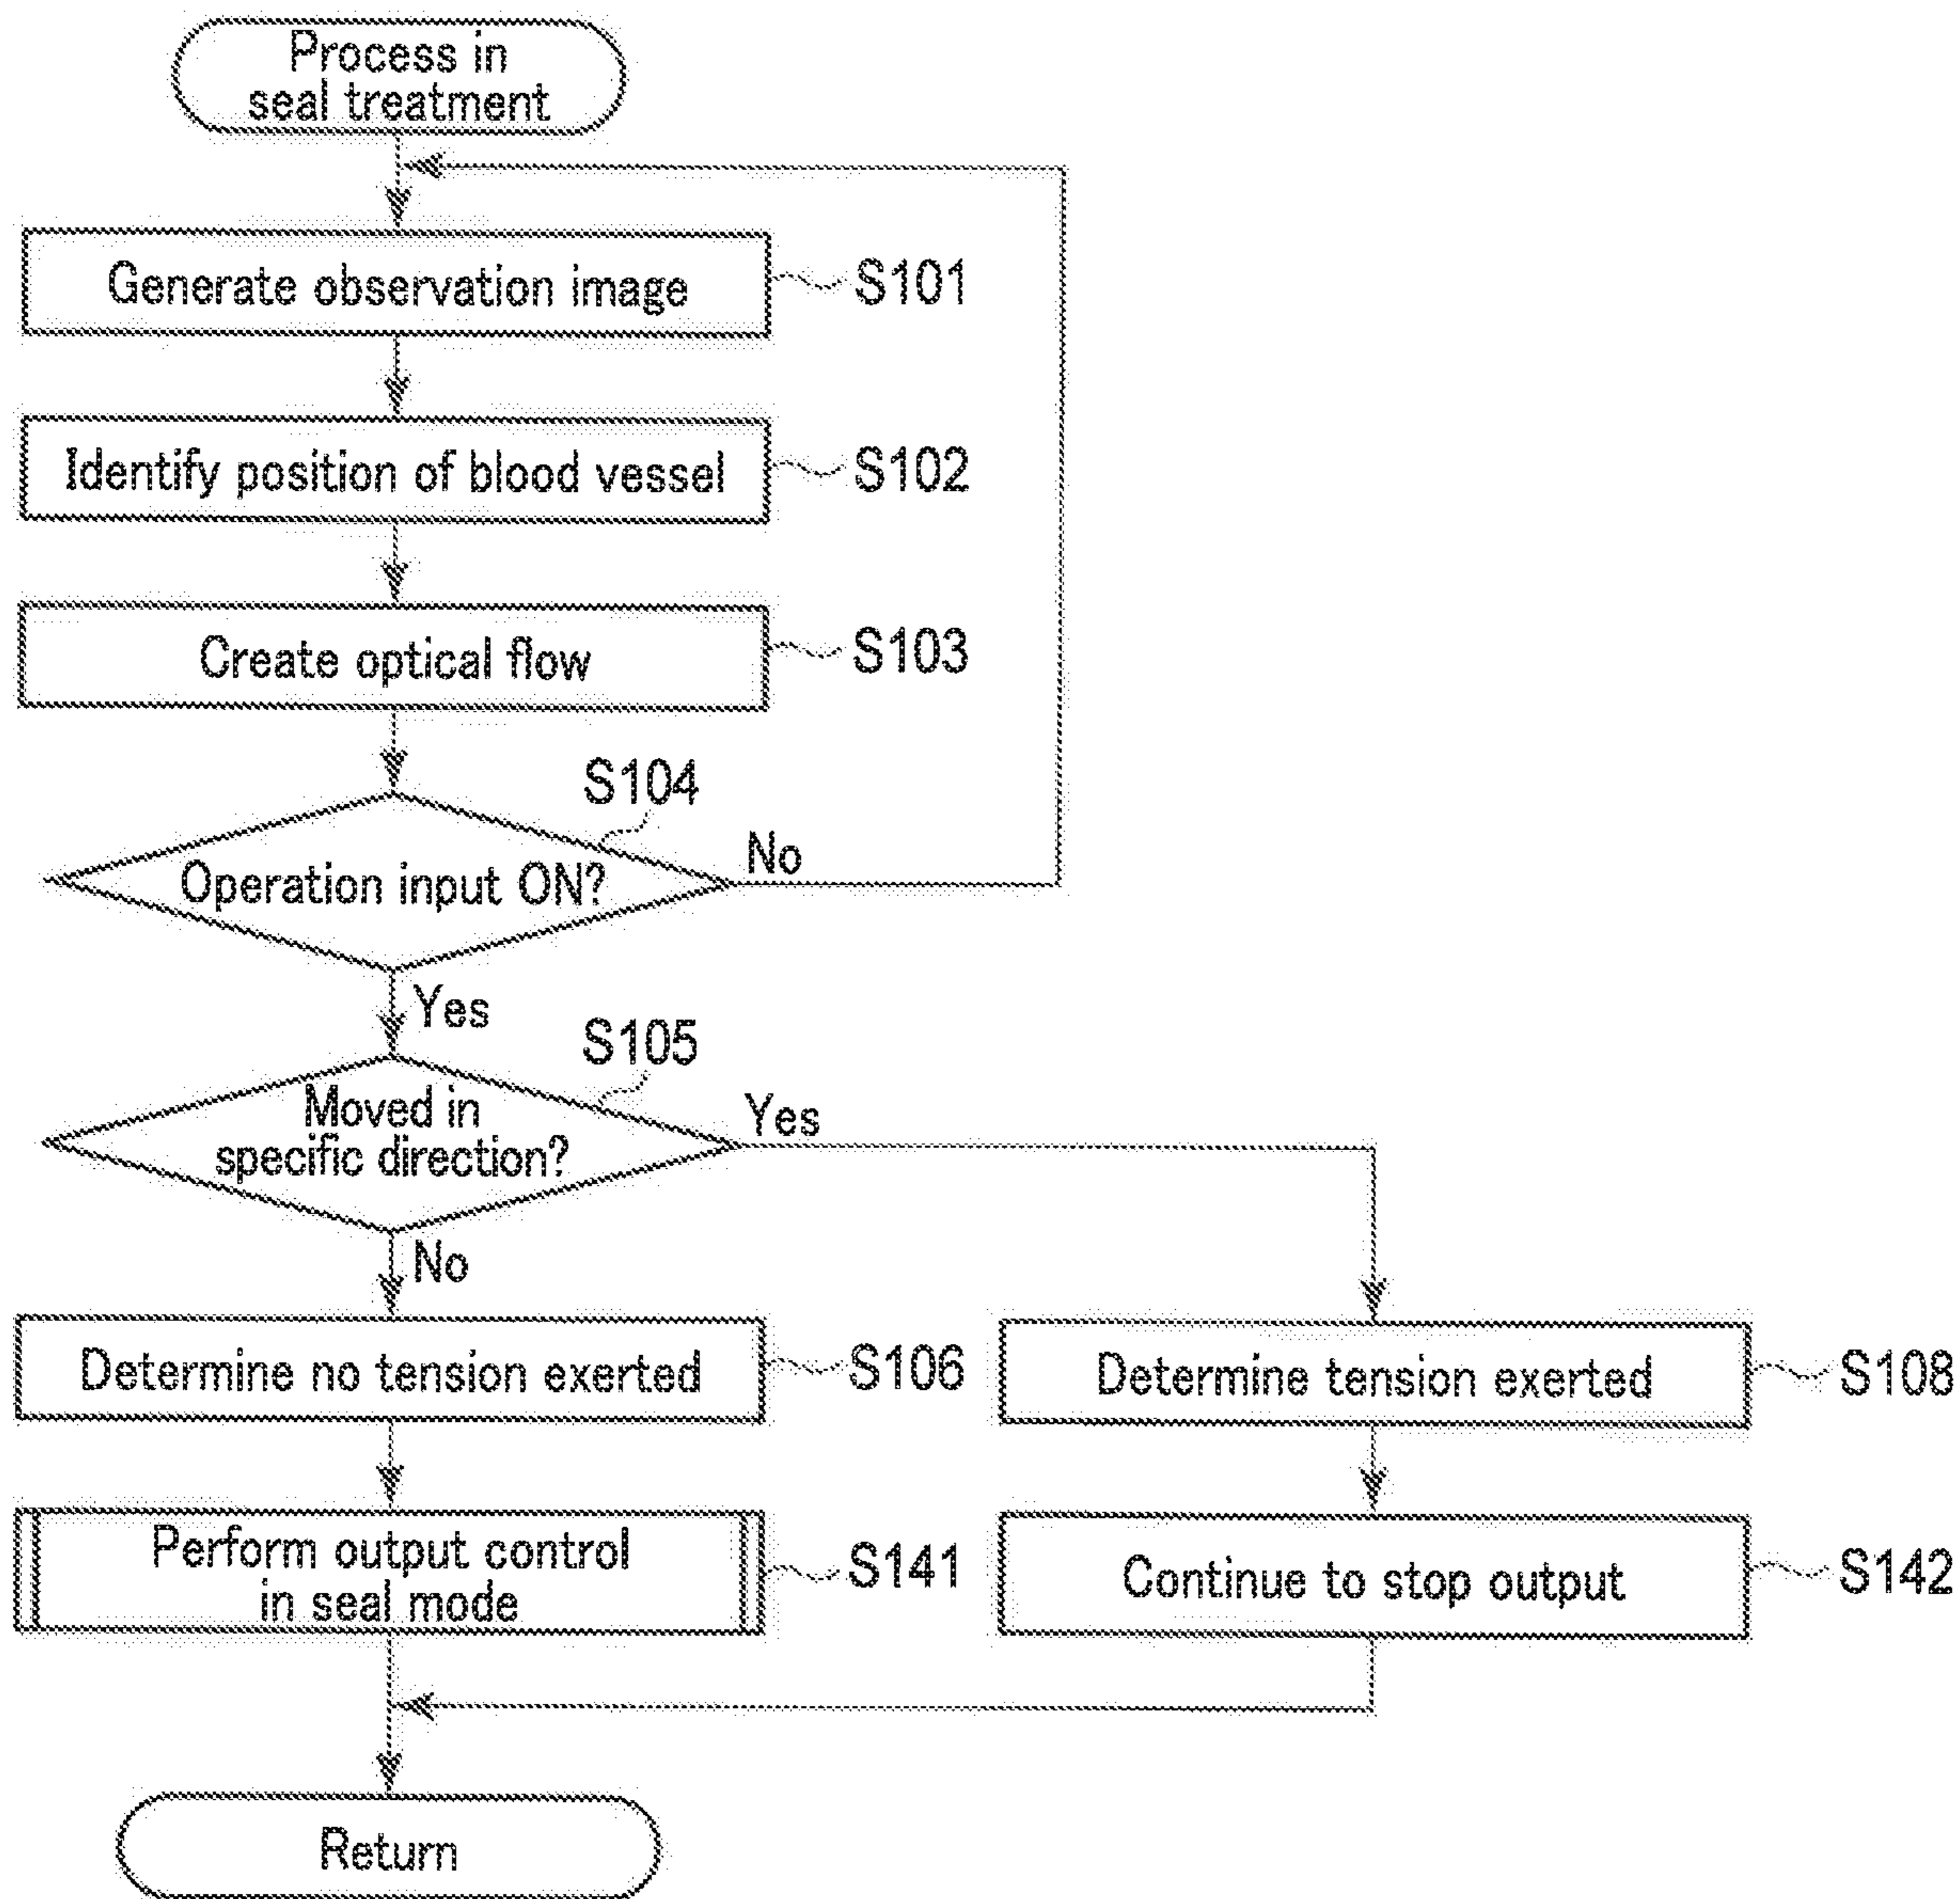 Process in
seal treatment
Generate observation image
S101
Identify position of blood vessel
S102
Create optical flow
S103
S104
Operation input ON?
No
Yes
S105
Moved in
specific direction?
Yes
No
Determine no tension exerted
S106
Determine tension exerted
S108
Perform output control
in seal mode
S141
Continue to stop output
S142
Return